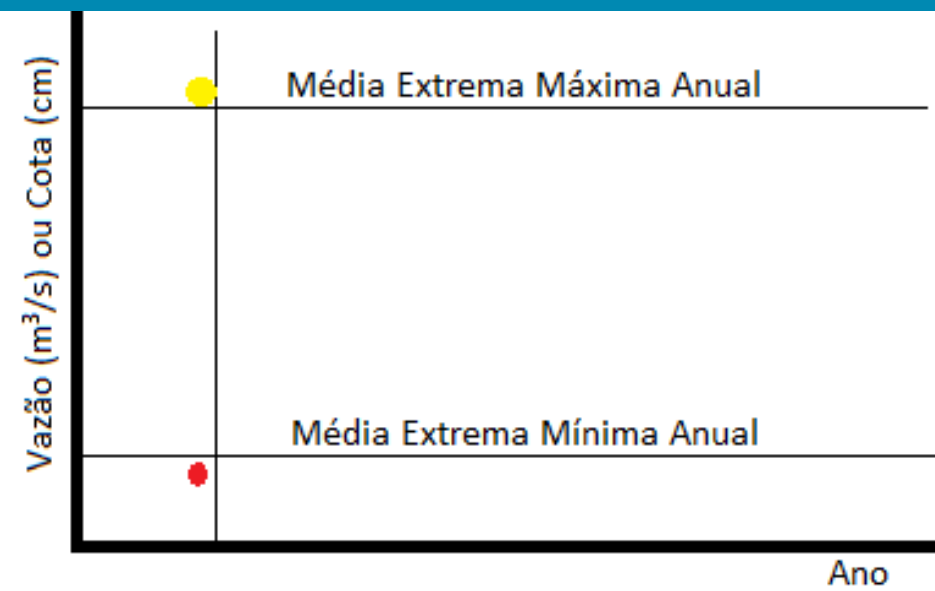 Média Extrema Máxima Anual
Vazão (m³/s) ou Cota (cm)
Média Extrema Mínima Anual
Ano